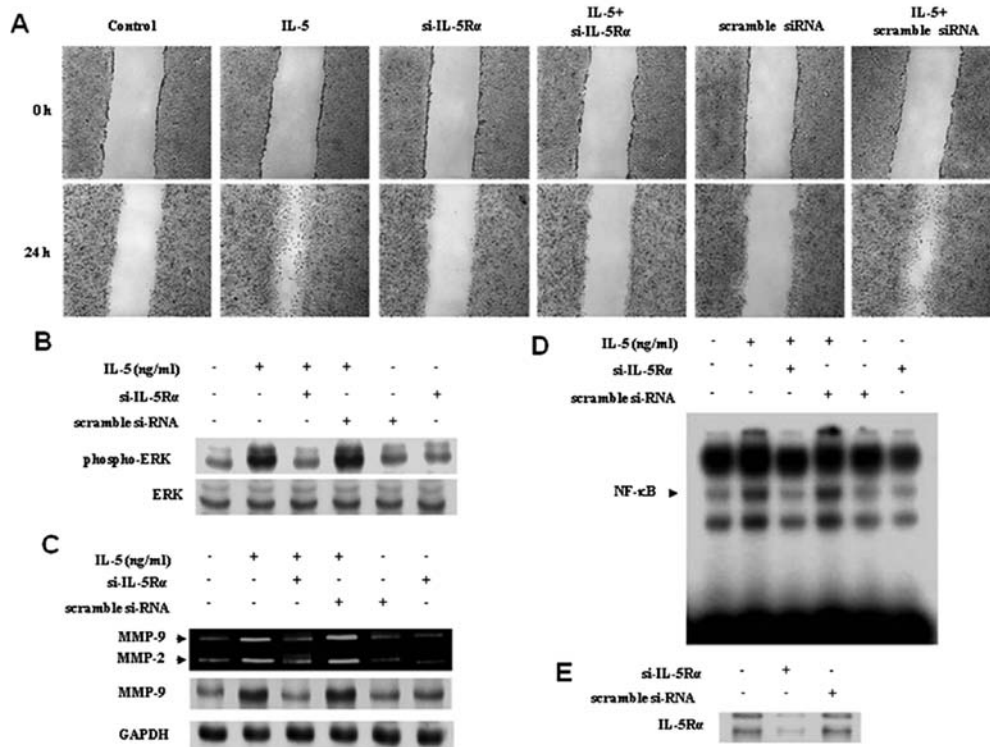 A
Control IL-5 si-IL-5Rα IL-5+ si-IL-5Rα scramble siRNA IL-5+ scramble siRNA
0 h
24 h
B
IL-5 (ng/ml) - + + + - -
si-IL-5Rα - - + - - +
scramble si-RNA - - - + + -
phospho-ERK
ERK
C
IL-5 (ng/ml) - + + + - -
si-IL-5Rα - - + - - +
scramble si-RNA - - - + + -
MMP-9
MMP-2
MMP-9
GAPDH
D
IL-5 (ng/ml) - + + + - -
si-IL-5Rα - - + - - +
scramble si-RNA - - - + + -
NF-κB
E
si-IL-5Rα - + -
scramble si-RNA - - +
IL-5Rα